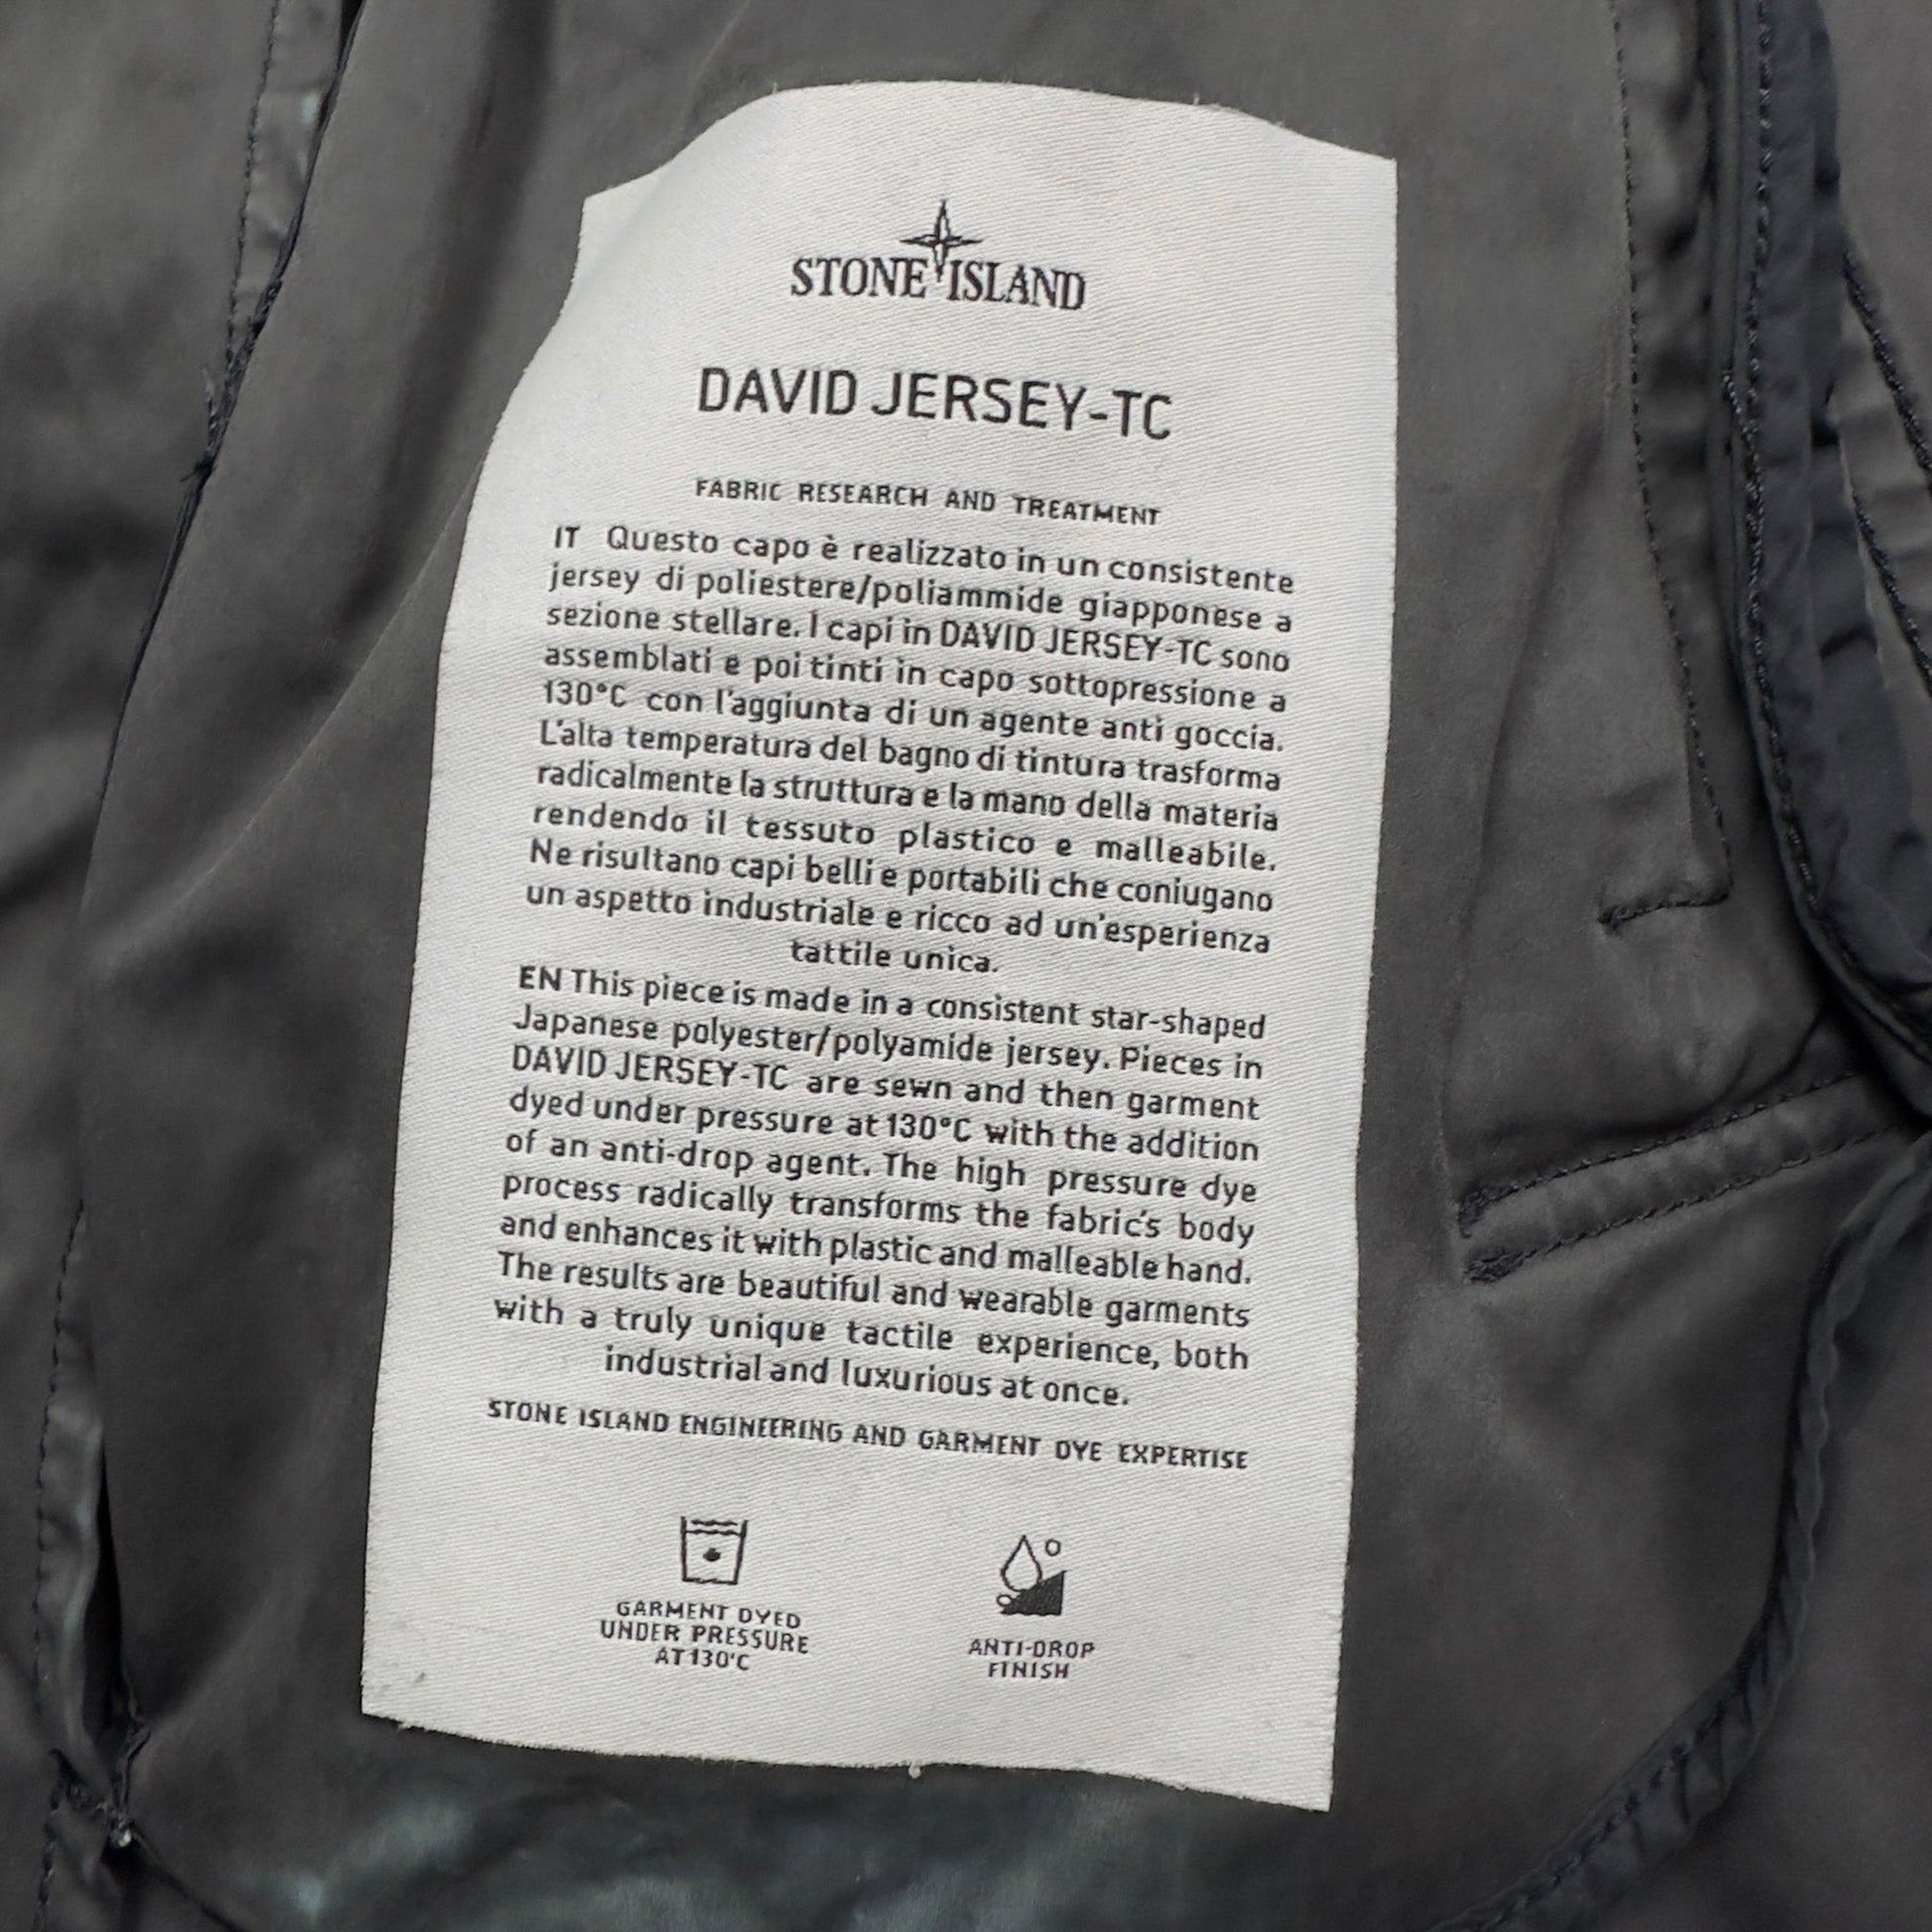 STONE ISLAND
DAVID JERSEY-TC
FABRIC RESEARCH AND TREATMENT
IT Questo capo è realizzato in un consistente
jersey di poliestere/poliammide giapponese a
sezione stellare. I capi in DAVID JERSEY-TC sono
assemblati e poi tinti in capo sottopressione a
130°C con l'aggiunta di un agente anti goccia.
L'alta temperatura del bagno di tintura trasforma
radicalmente la struttura e la mano della materia
rendendo il tessuto plastico e malleabile.
Ne risultano capi belli e portabili che coniugano
un aspetto industriale e ricco ad un'esperienza
tattile unica.
EN This piece is made in a consistent star-shaped
Japanese polyester/polyamide jersey. Pieces in
DAVID JERSEY-TC are sewn and then garment
dyed under pressure at 130°C with the addition
of an anti-drop agent. The high pressure dye
process radically transforms the fabric's body
and enhances it with plastic and malleable hand.
The results are beautiful and wearable garments
with a truly unique tactile experience, both
industrial and luxurious at once.
STONE ISLAND ENGINEERING AND GARMENT DYE EXPERTISE
GARMENT DYED
UNDER PRESSURE
AT 130°C
ANTI-DROP
FINISH